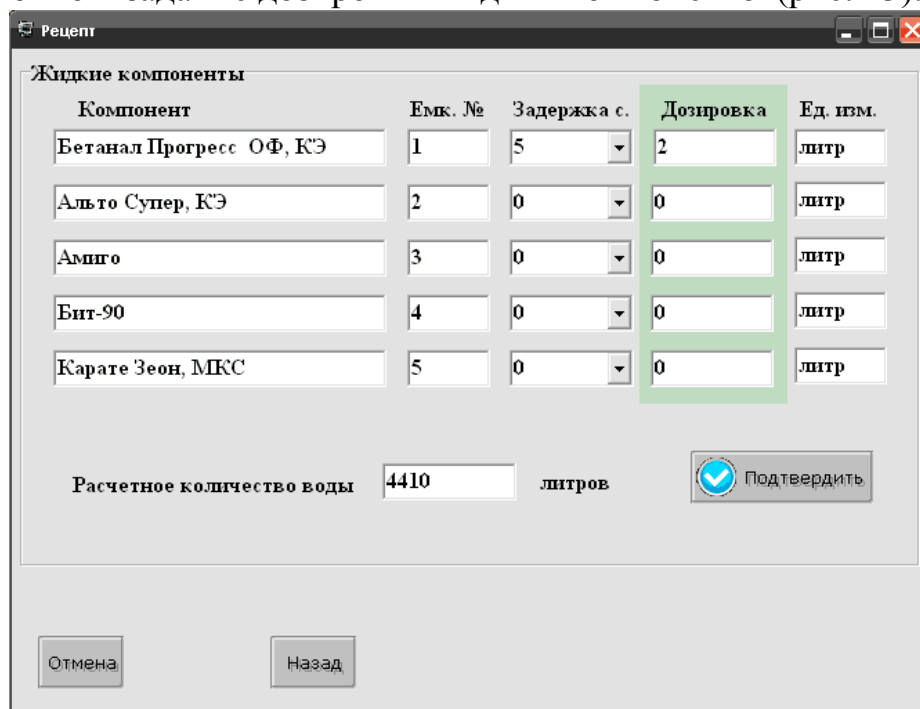 Рецепт
Жидкие компоненты
Компонент Емк. № Задержка с. Дозировка Ед. изм.
Бетанал Прогресс ОФ, КЭ 1 5 2 литр
Альто Супер, КЭ 2 0 0 литр
Амиго 3 0 0 литр
Бит-90 4 0 0 литр
Карате Зеон, МКС 5 0 0 литр
Расчетное количество воды 4410 литров Подтвердить
Отмена Назад